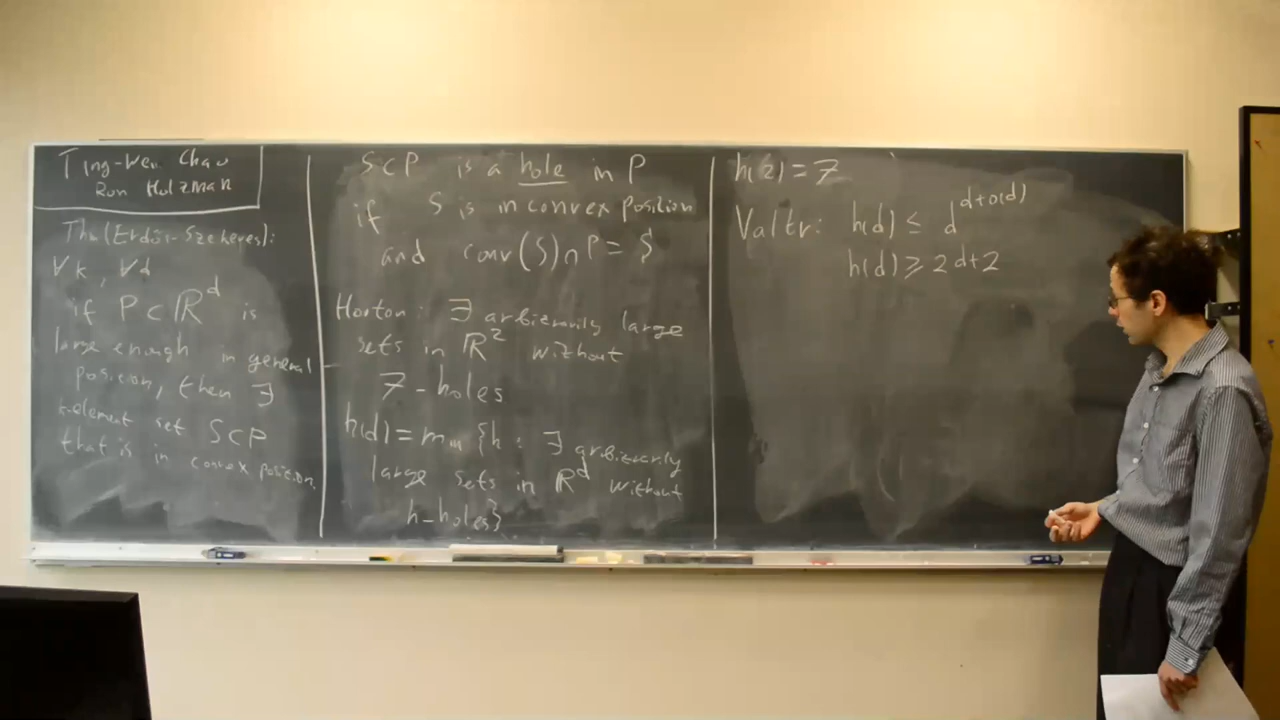 Ting-Wei Chao
Ron Holzman
Thm (Erdős-Szekeres):
∀k, ∀d
if P⊂ℝ^d is
large enough in general
position, then ∃
k-element set S⊂P
that is in convex position.
S⊂P is a hole in P
if S is in convex position
and conv(S)∩P = S
Horton: ∃ arbitrarily large
sets in ℝ^2 without
7-holes
h(d) = min {h : ∃ arbitrarily
large sets in ℝ^d without
h-holes}
h(2) = 7
Valtr: h(d) ≤ d^{d+o(d)}
h(d) ⩾ 2d+2